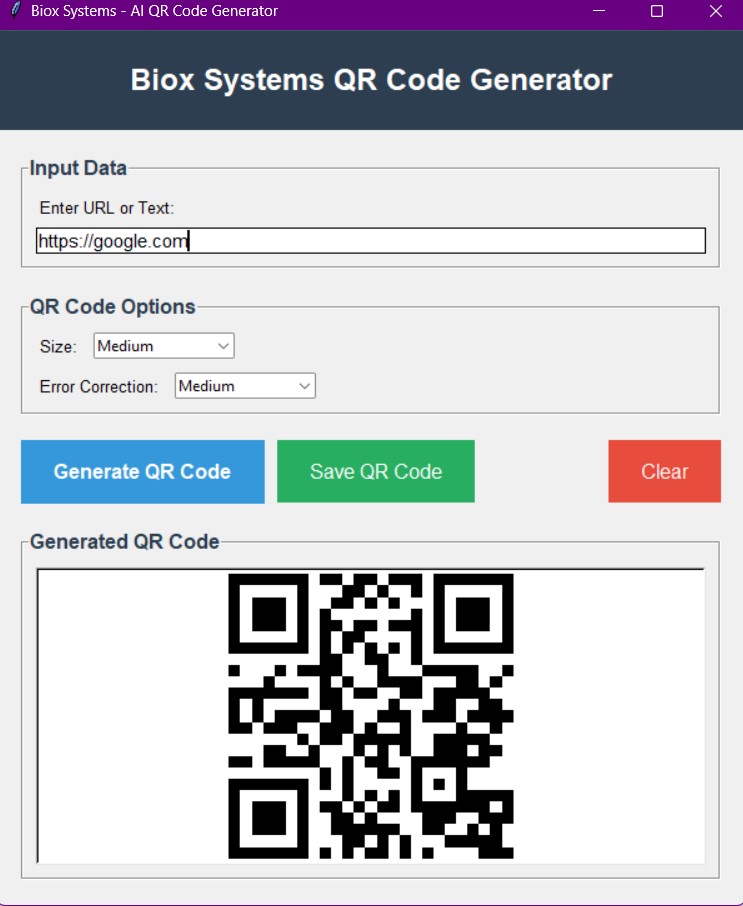 Biox Systems - AI QR Code Generator
Biox Systems QR Code Generator
Input Data
Enter URL or Text:
https://google.com
QR Code Options
Size: Medium
Error Correction: Medium
Generate QR Code Save QR Code Clear
Generated QR Code